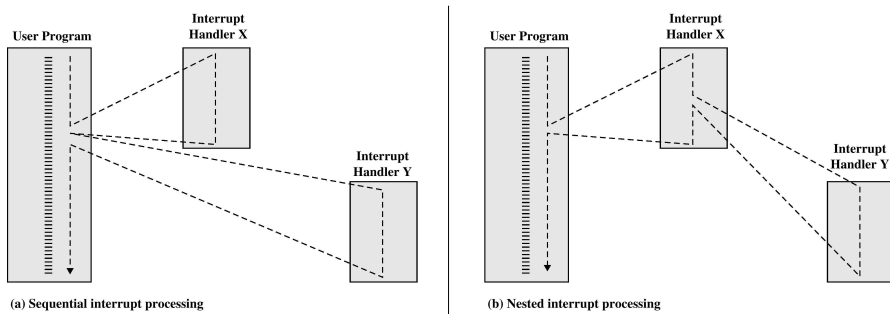 User Program
Interrupt
Handler X
Interrupt
Handler Y
(a) Sequential interrupt processing
User Program
Interrupt
Handler X
Interrupt
Handler Y
(b) Nested interrupt processing